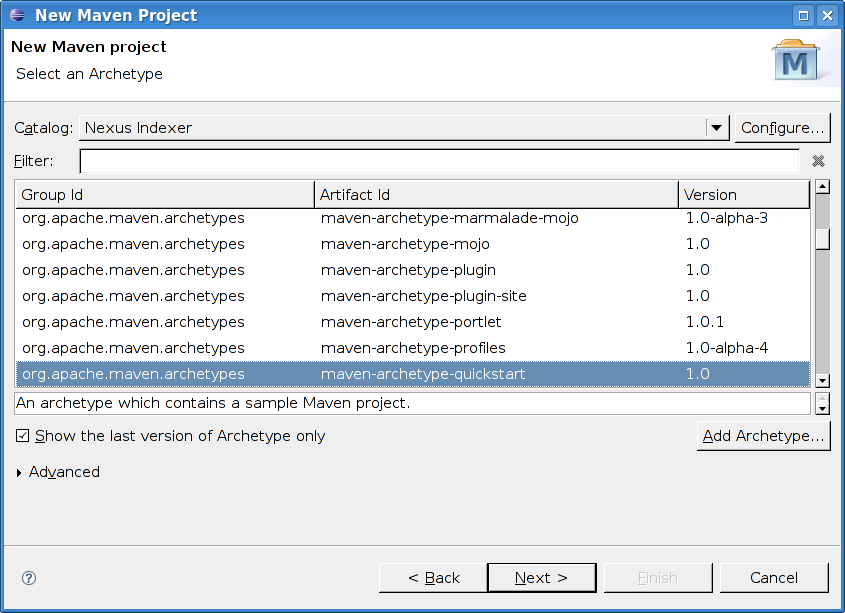 New Maven Project
New Maven project
Select an Archetype
M
Catalog: Nexus Indexer Configure...
Filter:
Group Id Artifact Id Version
org.apache.maven.archetypes maven-archetype-marmalade-mojo 1.0-alpha-3
org.apache.maven.archetypes maven-archetype-mojo 1.0
org.apache.maven.archetypes maven-archetype-plugin 1.0
org.apache.maven.archetypes maven-archetype-plugin-site 1.0
org.apache.maven.archetypes maven-archetype-portlet 1.0.1
org.apache.maven.archetypes maven-archetype-profiles 1.0-alpha-4
org.apache.maven.archetypes maven-archetype-quickstart 1.0
An archetype which contains a sample Maven project.
Show the last version of Archetype only Add Archetype...
Advanced
? < Back Next > Finish Cancel